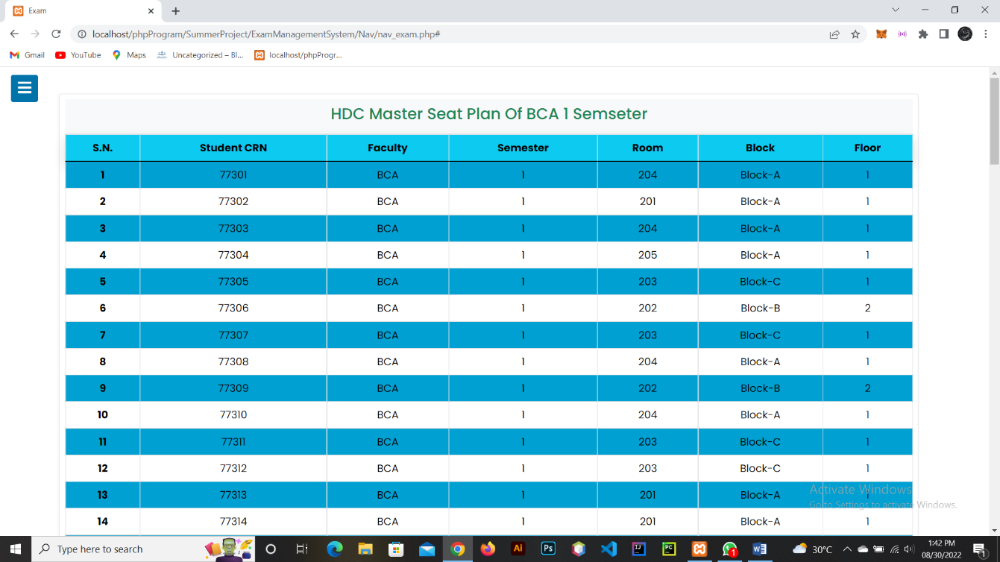 Exam
localhost/phpProgram/SummerProject/ExamManagementSystem/Nav/nav_exam.php#
Gmail YouTube Maps Uncategorized – Bl... localhost/phpProgr...
HDC Master Seat Plan Of BCA 1 Semseter
S.N. Student CRN Faculty Semester Room Block Floor
1 77301 BCA 1 204 Block-A 1
2 77302 BCA 1 201 Block-A 1
3 77303 BCA 1 204 Block-A 1
4 77304 BCA 1 205 Block-A 1
5 77305 BCA 1 203 Block-C 1
6 77306 BCA 1 202 Block-B 2
7 77307 BCA 1 203 Block-C 1
8 77308 BCA 1 204 Block-A 1
9 77309 BCA 1 202 Block-B 2
10 77310 BCA 1 204 Block-A 1
11 77311 BCA 1 203 Block-C 1
12 77312 BCA 1 203 Block-C 1
13 77313 BCA 1 201 Block-A 1
14 77314 BCA 1 201 Block-A 1
Activate Windows
Go to Settings to activate Windows.
Type here to search
Ai Ps IJ PC 1 W 30°C 1:42 PM 1
08/30/2022